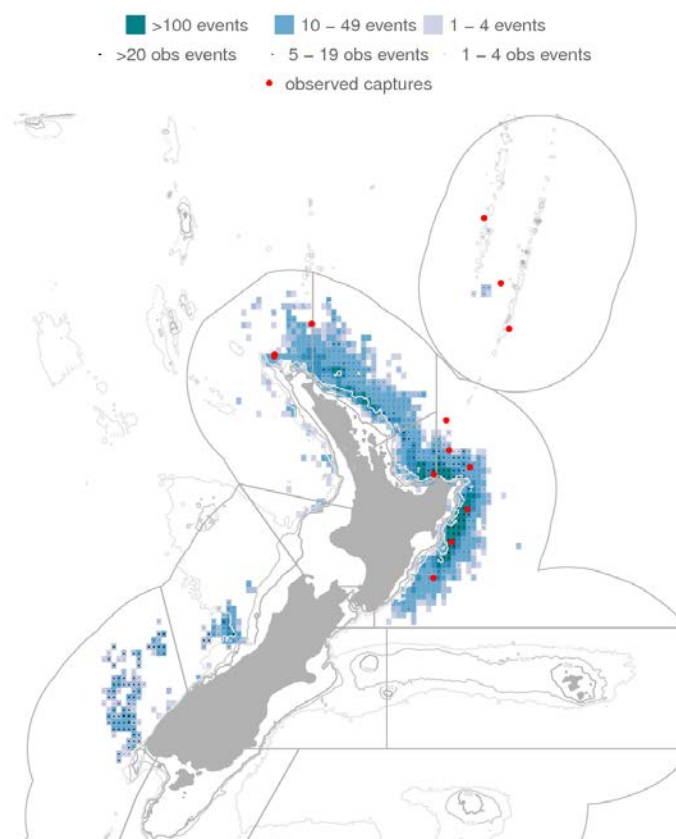 >100 events 10 – 49 events 1 – 4 events
>20 obs events 5 – 19 obs events 1 – 4 obs events
observed captures